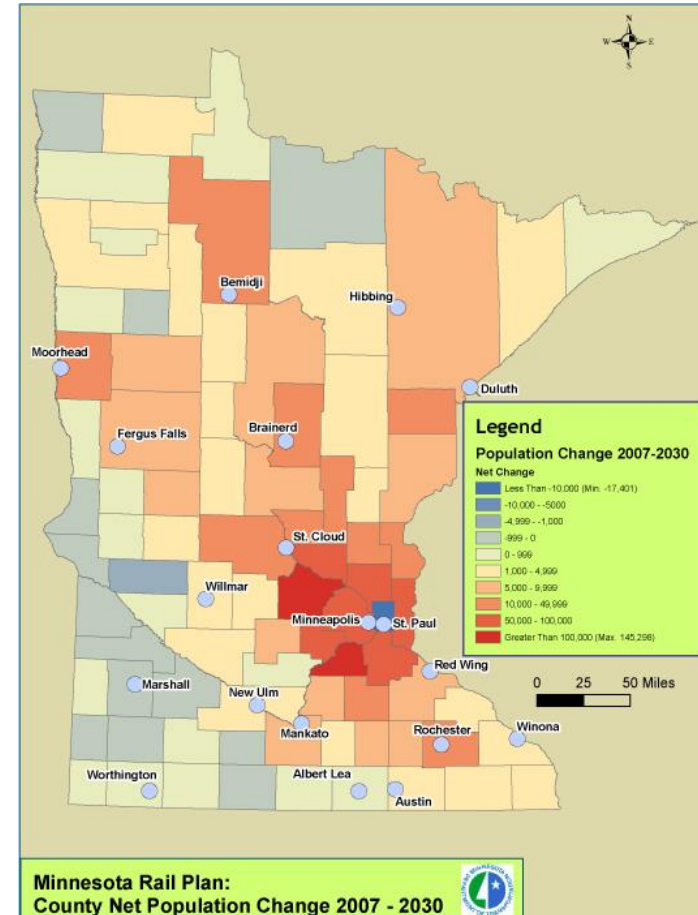 N
W E
S
Bemidji
Hibbing
Moorhead
Duluth
Fergus Falls
Brainerd
Legend
Population Change 2007-2030
Net Change
Less Than -10,000 (Min. -17,401)
-10,000 - -5000
-4,999 - -1,000
-999 - 0
0 - 999
1,000 - 4,999
5,000 - 9,999
10,000 - 49,999
50,000 - 100,000
Greater Than 100,000 (Max. 145,298)
St. Cloud
Willmar
Minneapolis
St. Paul
Red Wing
0 25 50 Miles
Marshall
New Ulm
Mankato
Rochester
Winona
Worthington
Albert Lea
Austin
Minnesota Rail Plan:
County Net Population Change 2007 - 2030